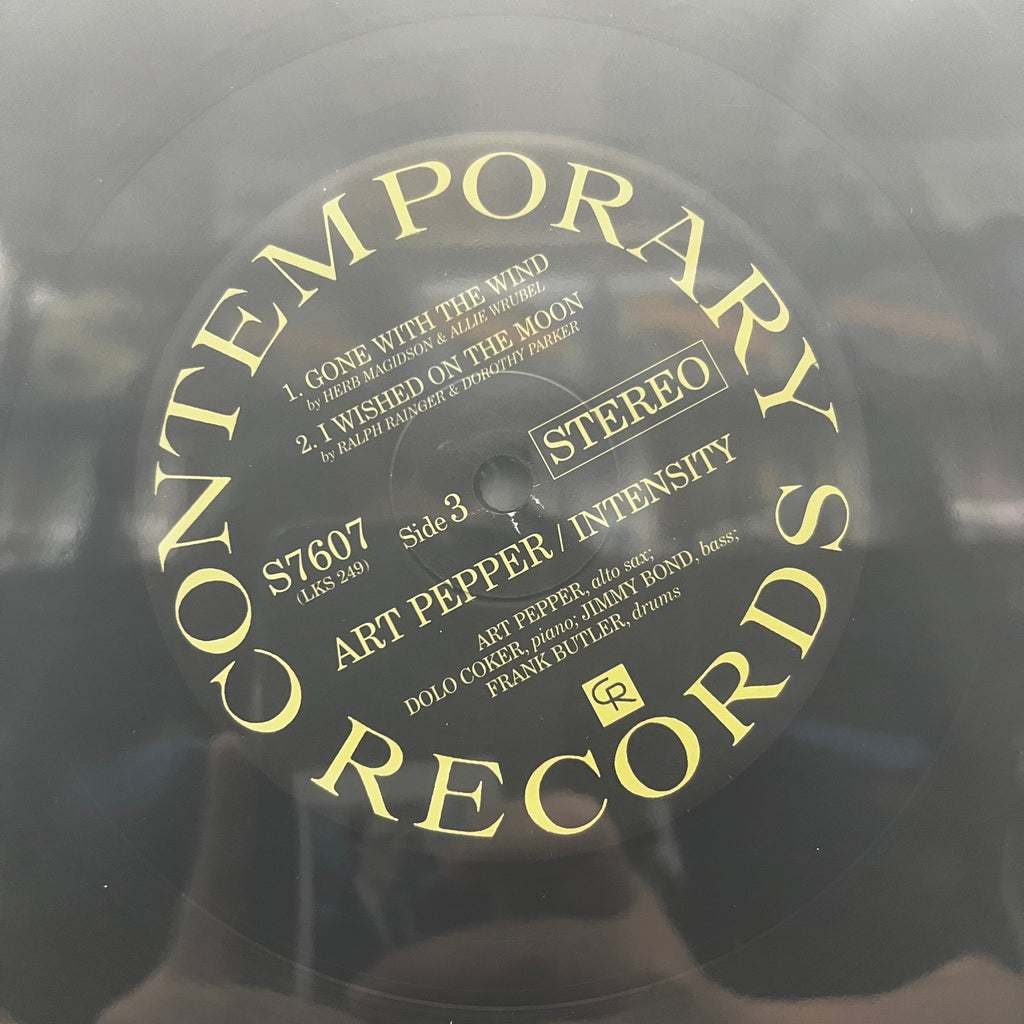 CONTEMPORARY RECORDS
1. GONE WITH THE WIND
by HERB MAGIDSON & ALLIE WRUBEL
2. I WISHED ON THE MOON
by RALPH RAINGER & DOROTHY PARKER
STEREO
S7607
(LKS 249)
Side 3
ART PEPPER / INTENSITY
ART PEPPER, alto sax;
DOLO COKER, piano; JIMMY BOND, bass;
FRANK BUTLER, drums
CR